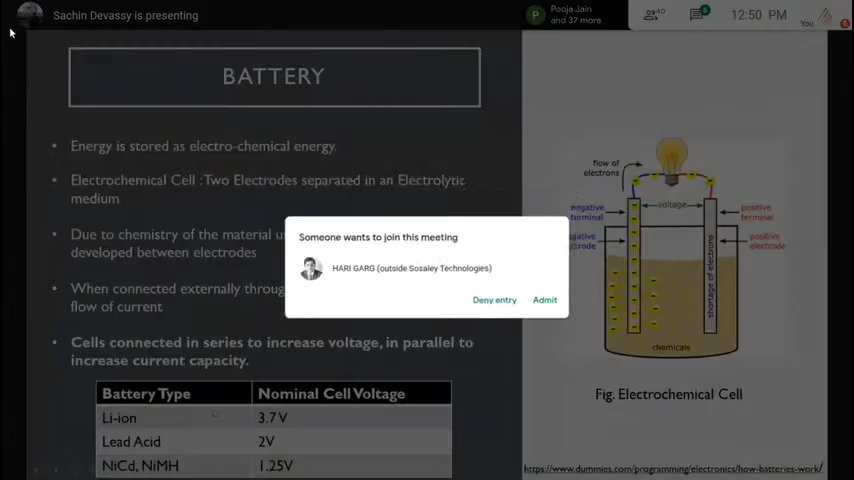 Sachin Devassy is presenting
P
Pooja Jain
and 37 more
40
6
12:50 PM
You
BATTERY
• Energy is stored as electro-chemical energy.
• Electrochemical Cell : Two Electrodes separated in an Electrolytic
medium
• Due to chemistry of the material
developed between electrodes
• When connected externally
flow of current
• Cells connected in series to increase voltage, in parallel to
increase current capacity.
Battery Type Nominal Cell Voltage
Li-ion 3.7 V
Lead Acid 2V
NiCd, NiMH 1.25V
Someone wants to join this meeting
HARI GARG (outside Sosaley Technologies)
Deny entry Admit
flow of
electrons
voltage
negative
terminal
positive
terminal
positive
electrode
shortage of electrons
chemicals
Fig. Electrochemical Cell
https://www.dummies.com/programming/electronics/how-batteries-work/